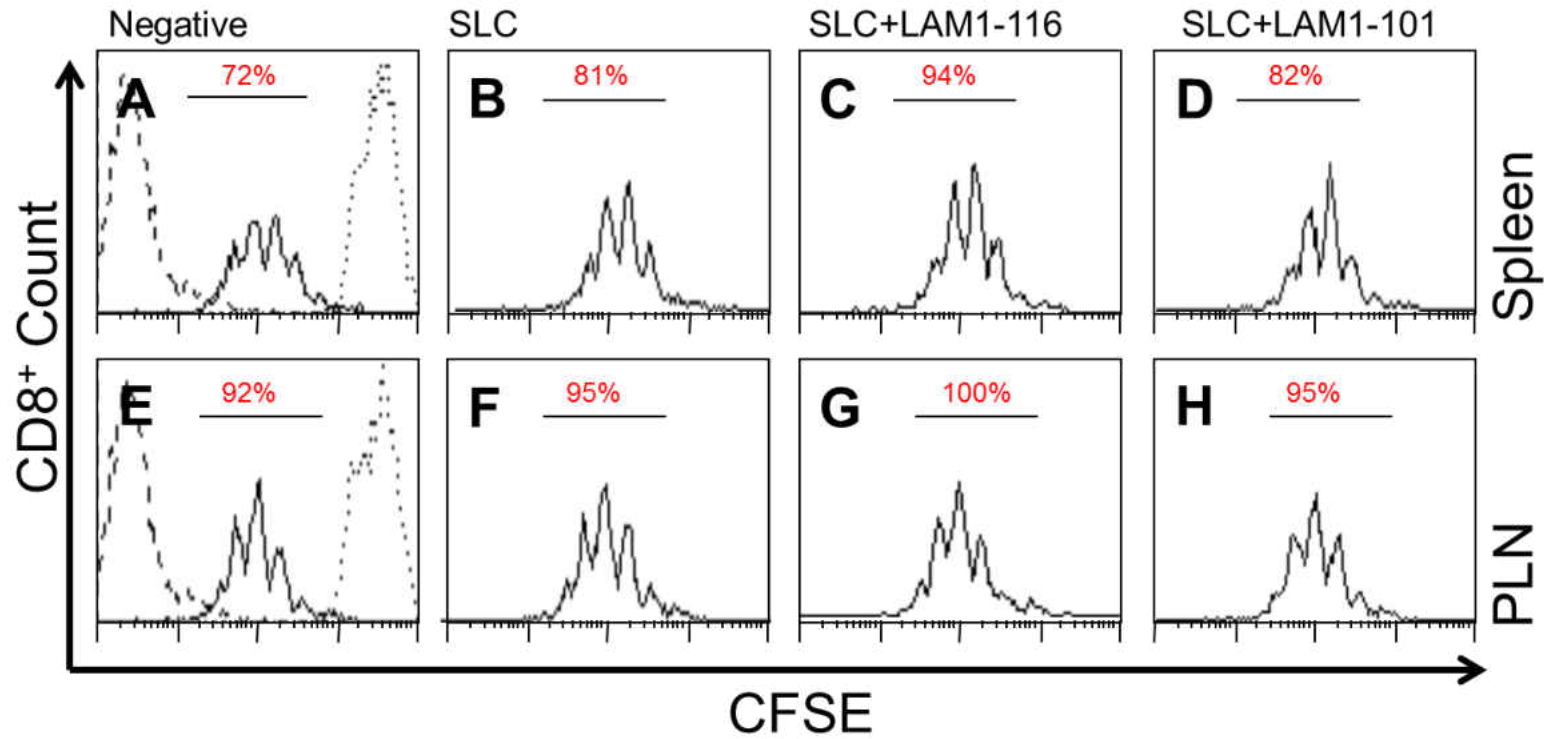 Negative
SLC
SLC+LAM1-116
SLC+LAM1-101
A
72%
B
81%
C
94%
D
82%
Spleen
E
92%
F
95%
G
100%
H
95%
PLN
CD8⁺ Count
CFSE